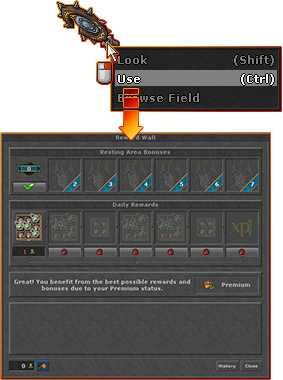 Look (Shift)
Use (Ctrl)
Browse Field
Reward Wall
Resting Area Bonuses
2 3 4 5 6 7
Daily Rewards
xp
1
Great! You benefit from the best possible rewards and
bonuses due to your Premium status.
Premium
0
History Close